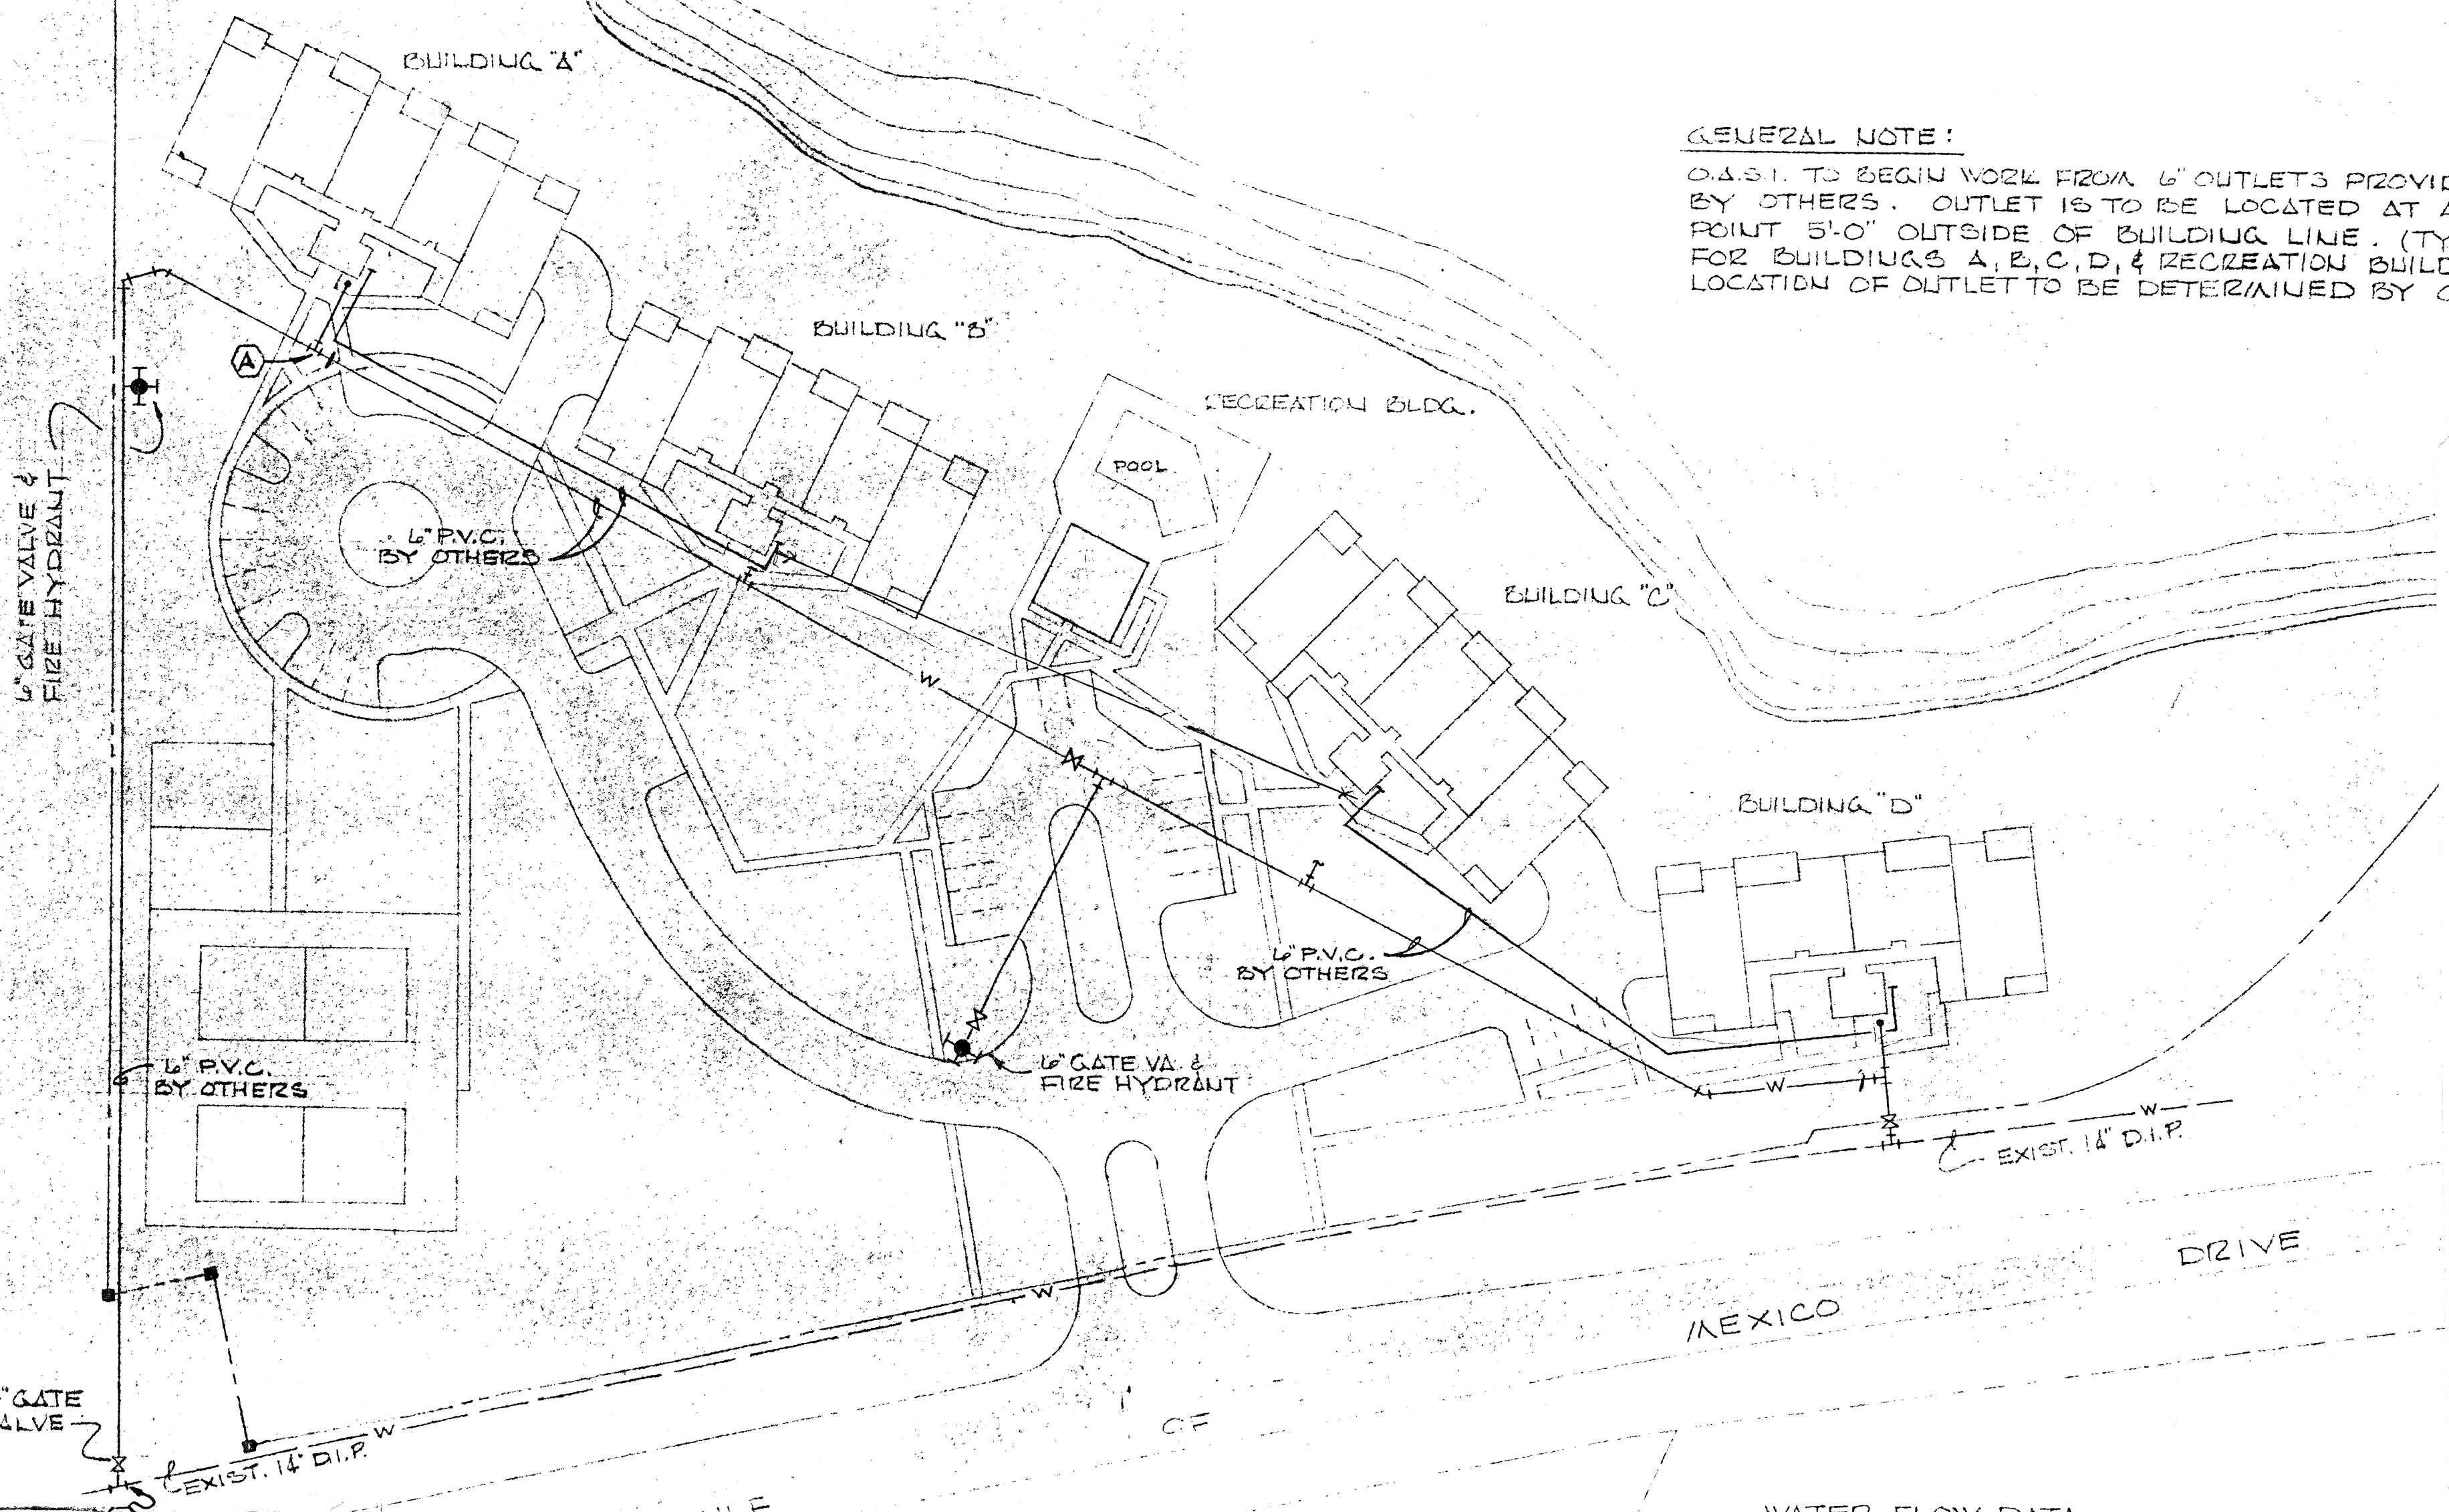 BUILDING "A"
GENERAL NOTE:
O.A.S.I. TO BEGIN WORK FROM 6" OUTLETS PROVID
BY OTHERS. OUTLET IS TO BE LOCATED AT A
POINT 5'-0" OUTSIDE OF BUILDING LINE. (TY
FOR BUILDINGS A, B, C, D, & RECREATION BUILD
LOCATION OF OUTLET TO BE DETERMINED BY O
BUILDING "B"
A
RECREATION BLDG.
POOL
6" GATE VALVE &
FIRE HYDRANT
6" P.V.C.
BY OTHERS
BUILDING "C"
W
BUILDING "D"
6" P.V.C.
BY OTHERS
6" P.V.C.
BY OTHERS
6" GATE VA. &
FIRE HYDRANT
W
W
EXIST. 14" D.I.P.
DRIVE
MEXICO
W
OF
" GATE
ALVE
W
EXIST. 14" D.I.P.
WATER FLOW DATA